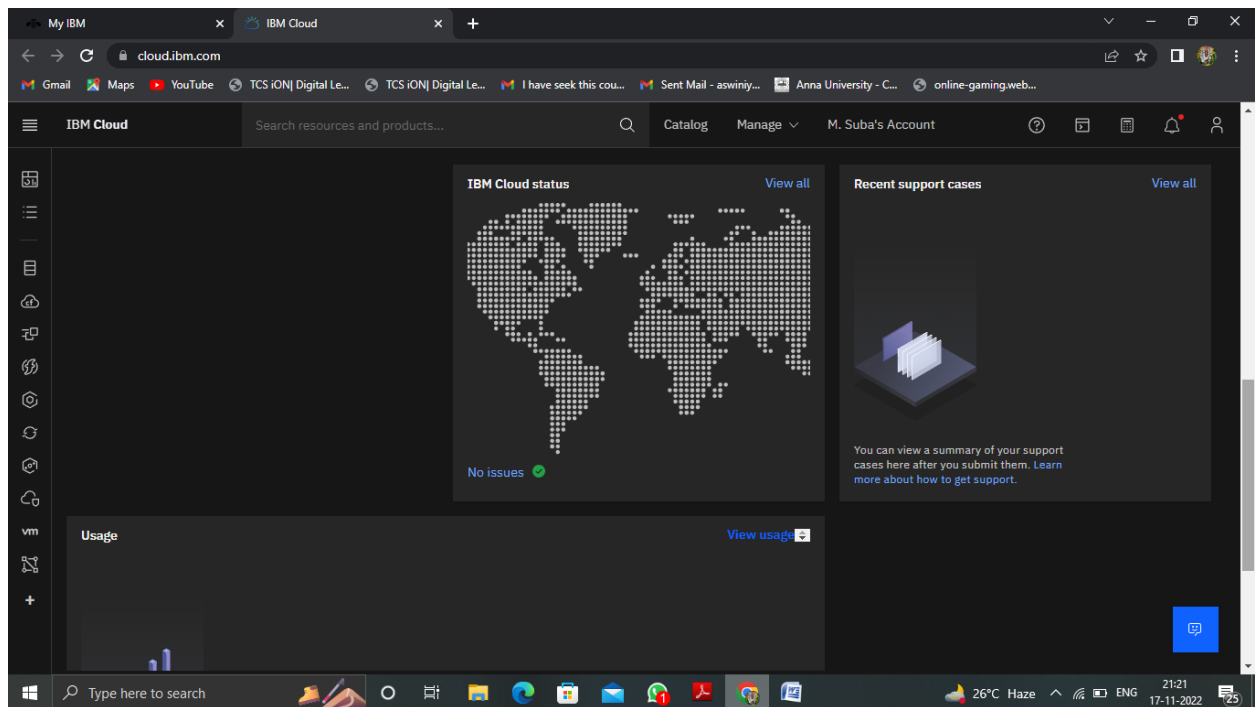 My IBM
IBM Cloud
cloud.ibm.com
Gmail
Maps
YouTube
TCS iON| Digital Le...
TCS iON| Digital Le...
I have seek this cou...
Sent Mail - aswiniy...
Anna University - C...
online-gaming.web...
IBM Cloud
Search resources and products...
Catalog
Manage
M. Suba's Account
IBM Cloud status
View all
No issues
Recent support cases
View all
You can view a summary of your support
cases here after you submit them. Learn
more about how to get support.
vm
Usage
View usage
Type here to search
1
26°C Haze
ENG
21:21
17-11-2022
25